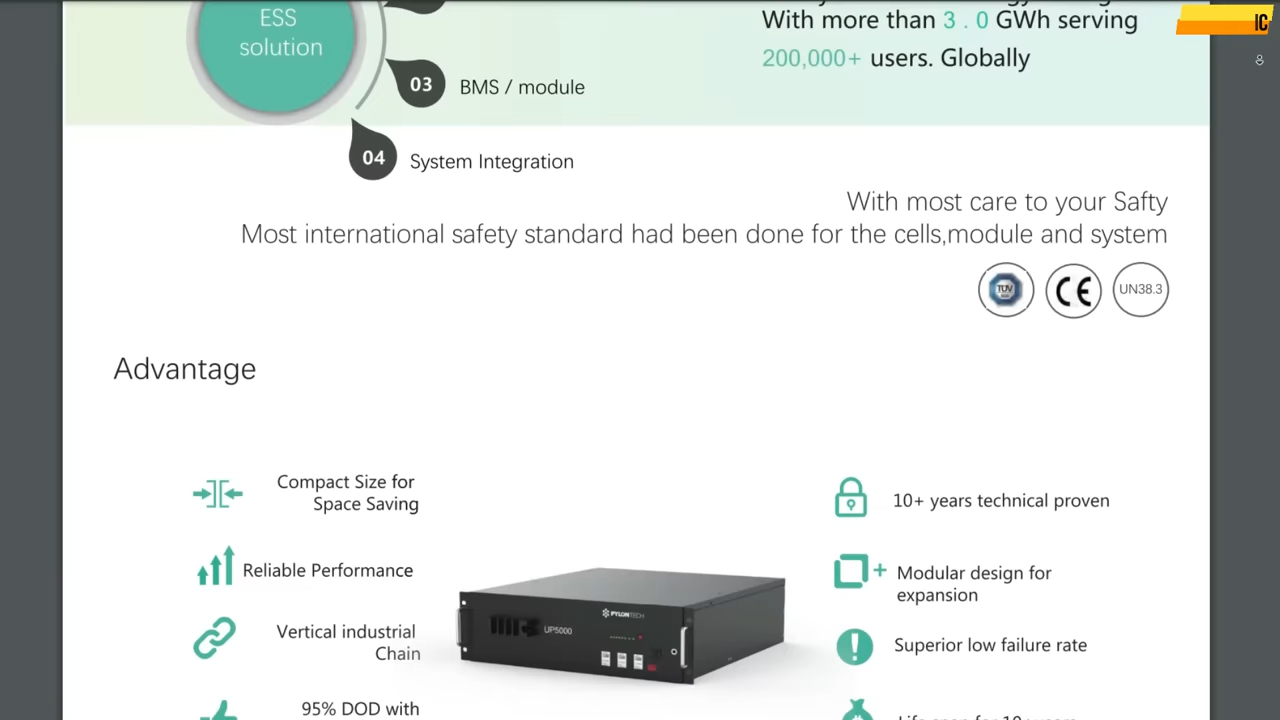 ESS
solution
With more than 3 . 0 GWh serving
200,000+ users. Globally
IC
03
BMS / module
04
System Integration
With most care to your Safty
Most international safety standard had been done for the cells,module and system
TUV
CE
UN38.3
Advantage
Compact Size for
Space Saving
Reliable Performance
Vertical industrial
Chain
95% DOD with
PYLONTECH
UP5000
10+ years technical proven
Modular design for
expansion
Superior low failure rate